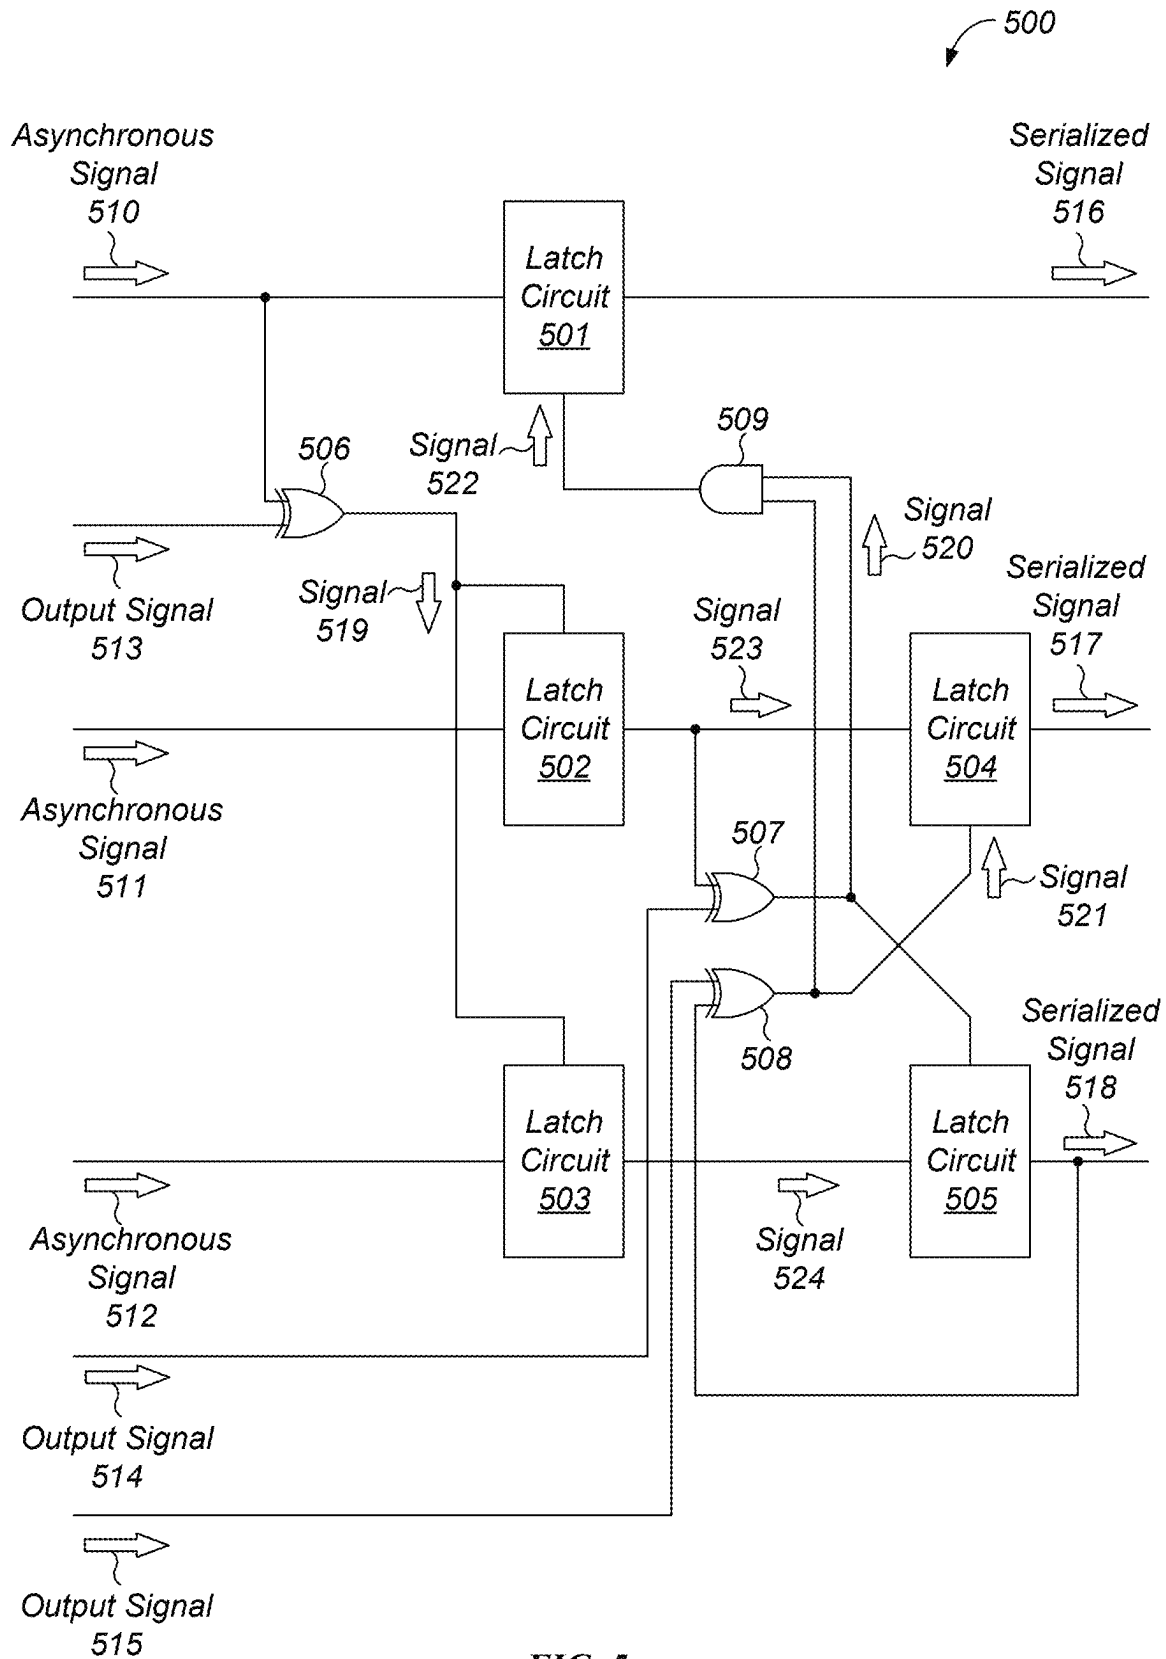 500
Asynchronous
Signal
510
Serialized
Signal
516
Latch
Circuit
501
506
Signal
522
509
Signal
520
Output Signal
513
Signal
519
Signal
523
Serialized
Signal
517
Latch
Circuit
502
Latch
Circuit
504
Asynchronous
Signal
511
507
Signal
521
508
Serialized
Signal
518
Latch
Circuit
503
Latch
Circuit
505
Asynchronous
Signal
512
Signal
524
Output Signal
514
Output Signal
515